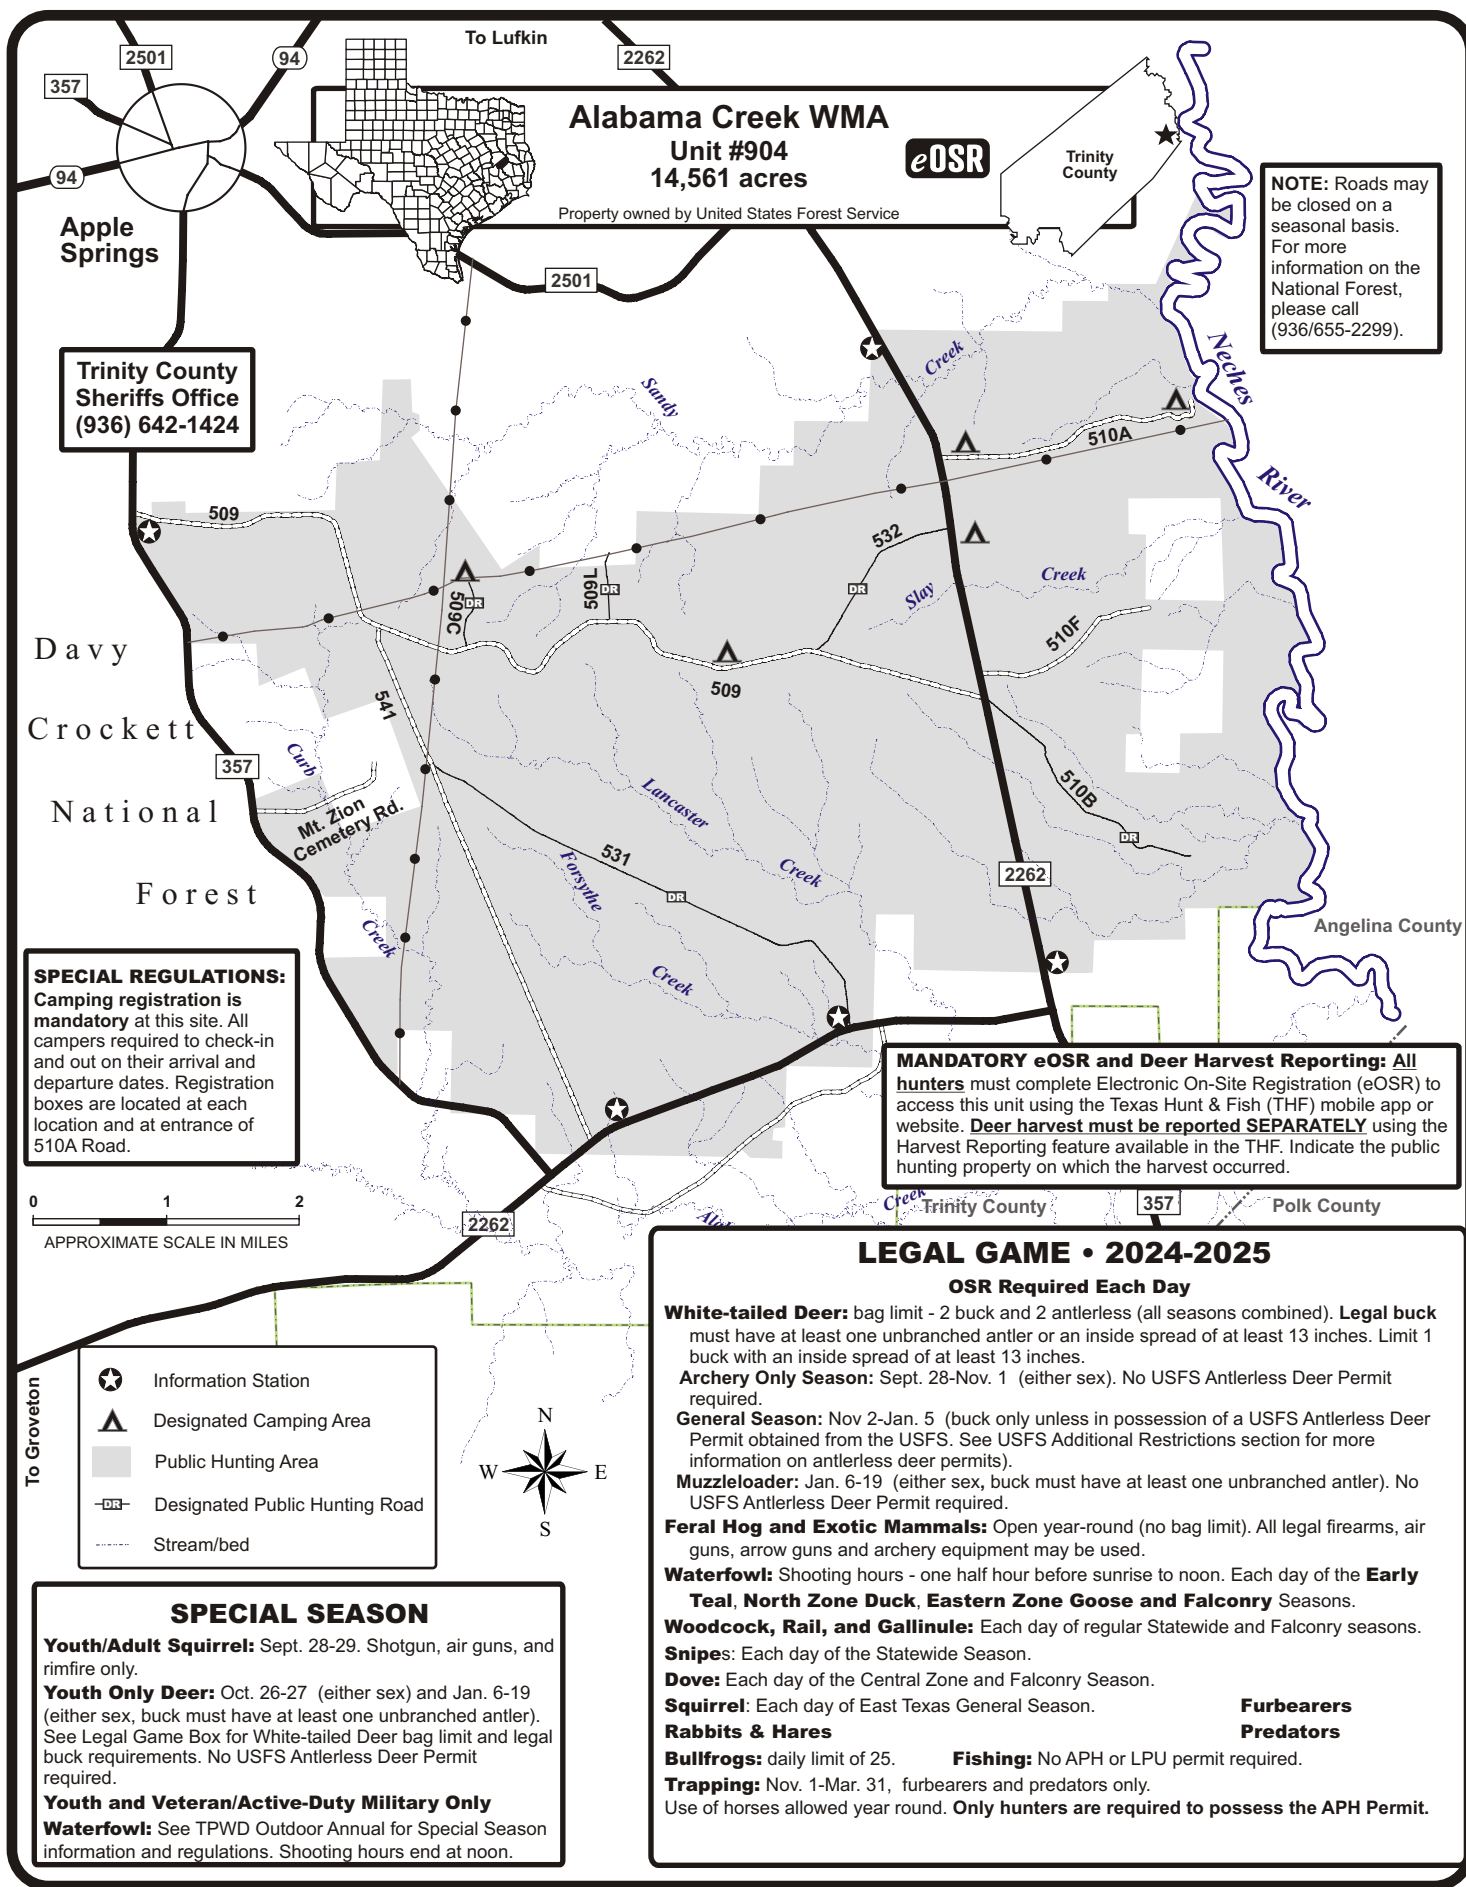 To Lufkin
2501
94
2262
357
94
Apple
Springs
Alabama Creek WMA
Unit #904
14,561 acres
Property owned by United States Forest Service
eOSR
Trinity
County
NOTE: Roads may
be closed on a
seasonal basis.
For more
information on the
National Forest,
please call
(936/655-2299).
2501
Trinity County
Sheriffs Office
(936) 642-1424
Sandy
Creek
Neches
River
510A
509
532
DR
509C
DR
509L
DR
Slay
Creek
510F
509
541
Davy
Crockett
National
Forest
357
Curb
Creek
Mt. Zion
Cemetery Rd.
Lancaster
Creek
510B
DR
531
DR
Forsythe
Creek
2262
Angelina County
SPECIAL REGULATIONS:
Camping registration is
mandatory at this site. All
campers required to check-in
and out on their arrival and
departure dates. Registration
boxes are located at each
location and at entrance of
510A Road.
MANDATORY eOSR and Deer Harvest Reporting: All
hunters must complete Electronic On-Site Registration (eOSR) to
access this unit using the Texas Hunt & Fish (THF) mobile app or
website. Deer harvest must be reported SEPARATELY using the
Harvest Reporting feature available in the THF. Indicate the public
hunting property on which the harvest occurred.
0 1 2
APPROXIMATE SCALE IN MILES
2262
Creek
Trinity County
357
Polk County
To Groveton
Information Station
Designated Camping Area
Public Hunting Area
DR Designated Public Hunting Road
Stream/bed
N
W E
S
LEGAL GAME • 2024-2025
OSR Required Each Day
White-tailed Deer: bag limit - 2 buck and 2 antlerless (all seasons combined). Legal buck
must have at least one unbranched antler or an inside spread of at least 13 inches. Limit 1
buck with an inside spread of at least 13 inches.
Archery Only Season: Sept. 28-Nov. 1 (either sex). No USFS Antlerless Deer Permit
required.
General Season: Nov 2-Jan. 5 (buck only unless in possession of a USFS Antlerless Deer
Permit obtained from the USFS. See USFS Additional Restrictions section for more
information on antlerless deer permits).
Muzzleloader: Jan. 6-19 (either sex, buck must have at least one unbranched antler). No
USFS Antlerless Deer Permit required.
Feral Hog and Exotic Mammals: Open year-round (no bag limit). All legal firearms, air
guns, arrow guns and archery equipment may be used.
Waterfowl: Shooting hours - one half hour before sunrise to noon. Each day of the Early
Teal, North Zone Duck, Eastern Zone Goose and Falconry Seasons.
Woodcock, Rail, and Gallinule: Each day of regular Statewide and Falconry seasons.
Snipes: Each day of the Statewide Season.
Dove: Each day of the Central Zone and Falconry Season.
Squirrel: Each day of East Texas General Season. Furbearers
Rabbits & Hares Predators
Bullfrogs: daily limit of 25. Fishing: No APH or LPU permit required.
Trapping: Nov. 1-Mar. 31, furbearers and predators only.
Use of horses allowed year round. Only hunters are required to possess the APH Permit.
SPECIAL SEASON
Youth/Adult Squirrel: Sept. 28-29. Shotgun, air guns, and
rimfire only.
Youth Only Deer: Oct. 26-27 (either sex) and Jan. 6-19
(either sex, buck must have at least one unbranched antler).
See Legal Game Box for White-tailed Deer bag limit and legal
buck requirements. No USFS Antlerless Deer Permit
required.
Youth and Veteran/Active-Duty Military Only
Waterfowl: See TPWD Outdoor Annual for Special Season
information and regulations. Shooting hours end at noon.